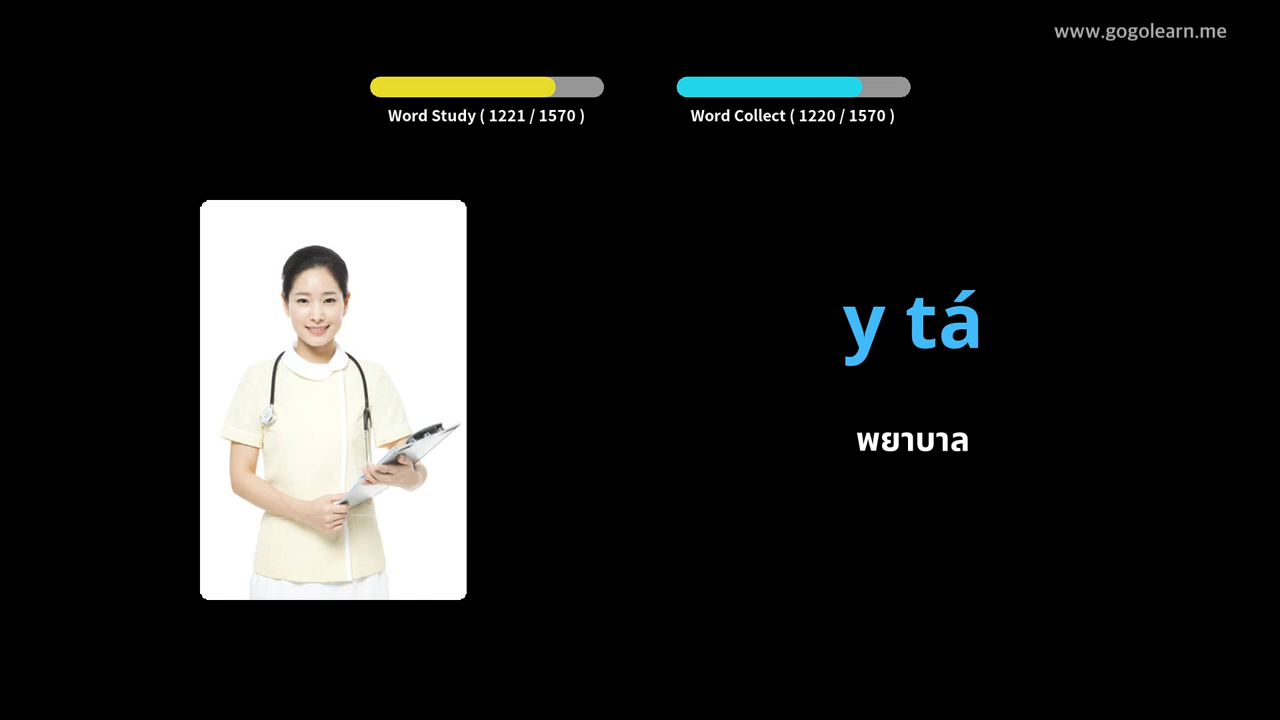 www.gogolearn.me
Word Study ( 1221 / 1570 )
Word Collect ( 1220 / 1570 )
y tá
พยาบาล